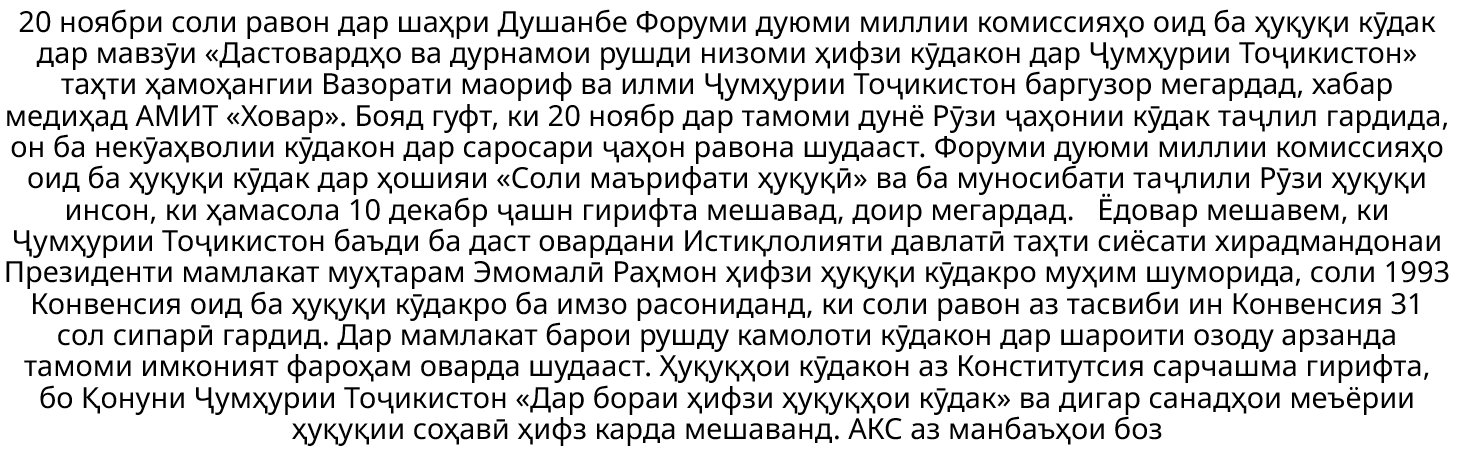 20 ноябри соли равон дар шаҳри Душанбе Форуми дуюми миллии комиссияҳо оид ба ҳуқуқи кӯдак
дар мавзӯи «Дастовардҳо ва дурнамои рушди низоми ҳифзи кӯдакон дар Ҷумҳурии Тоҷикистон»
таҳти ҳамоҳангии Вазорати маориф ва илми Ҷумҳурии Тоҷикистон баргузор мегардад, хабар
медиҳад АМИТ «Ховар». Бояд гуфт, ки 20 ноябр дар тамоми дунё Рӯзи ҷаҳонии кӯдак таҷлил гардида,
он ба некӯаҳволии кӯдакон дар саросари ҷаҳон равона шудааст. Форуми дуюми миллии комиссияҳо
оид ба ҳуқуқи кӯдак дар ҳошияи «Соли маърифати ҳуқуқӣ» ва ба муносибати таҷлили Рӯзи ҳуқуқи
инсон, ки ҳамасола 10 декабр ҷашн гирифта мешавад, доир мегардад.   Ёдовар мешавем, ки
Ҷумҳурии Тоҷикистон баъди ба даст овардани Истиқлолияти давлатӣ таҳти сиёсати хирадмандонаи
Президенти мамлакат муҳтарам Эмомалӣ Раҳмон ҳифзи ҳуқуқи кӯдакро муҳим шуморида, соли 1993
Конвенсия оид ба ҳуқуқи кӯдакро ба имзо расониданд, ки соли равон аз тасвиби ин Конвенсия 31
сол сипарӣ гардид. Дар мамлакат барои рушду камолоти кӯдакон дар шароити озоду арзанда
тамоми имконият фароҳам оварда шудааст. Ҳуқуқҳои кӯдакон аз Конститутсия сарчашма гирифта,
бо Қонуни Ҷумҳурии Тоҷикистон «Дар бораи ҳифзи ҳуқуқҳои кӯдак» ва дигар санадҳои меъёрии
ҳуқуқии соҳавӣ ҳифз карда мешаванд. АКС аз манбаъҳои боз